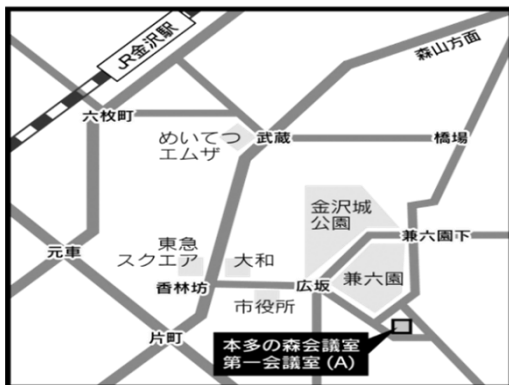 JR金沢駅
森山方面
六枚町
めいてつ
エムザ
武蔵
橋場
金沢城
公園
兼六園下
元車
東急
スクエア
大和
兼六園
香林坊
広坂
市役所
片町
本多の森会議室
第一会議室(A)